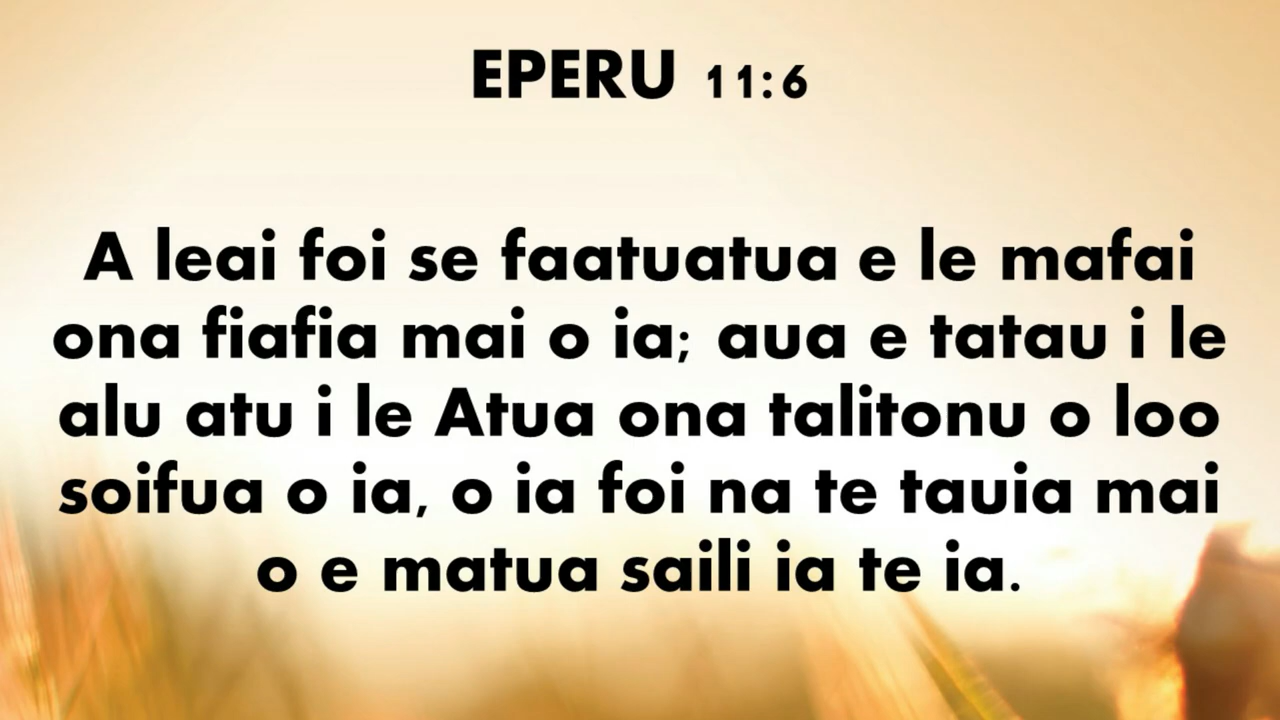 EPERU 11:6
A leai foi se faatuatua e le mafai
ona fiafia mai o ia; aua e tatau i le
alu atu i le Atua ona talitonu o loo
soifua o ia, o ia foi na te tauia mai
o e matua saili ia te ia.